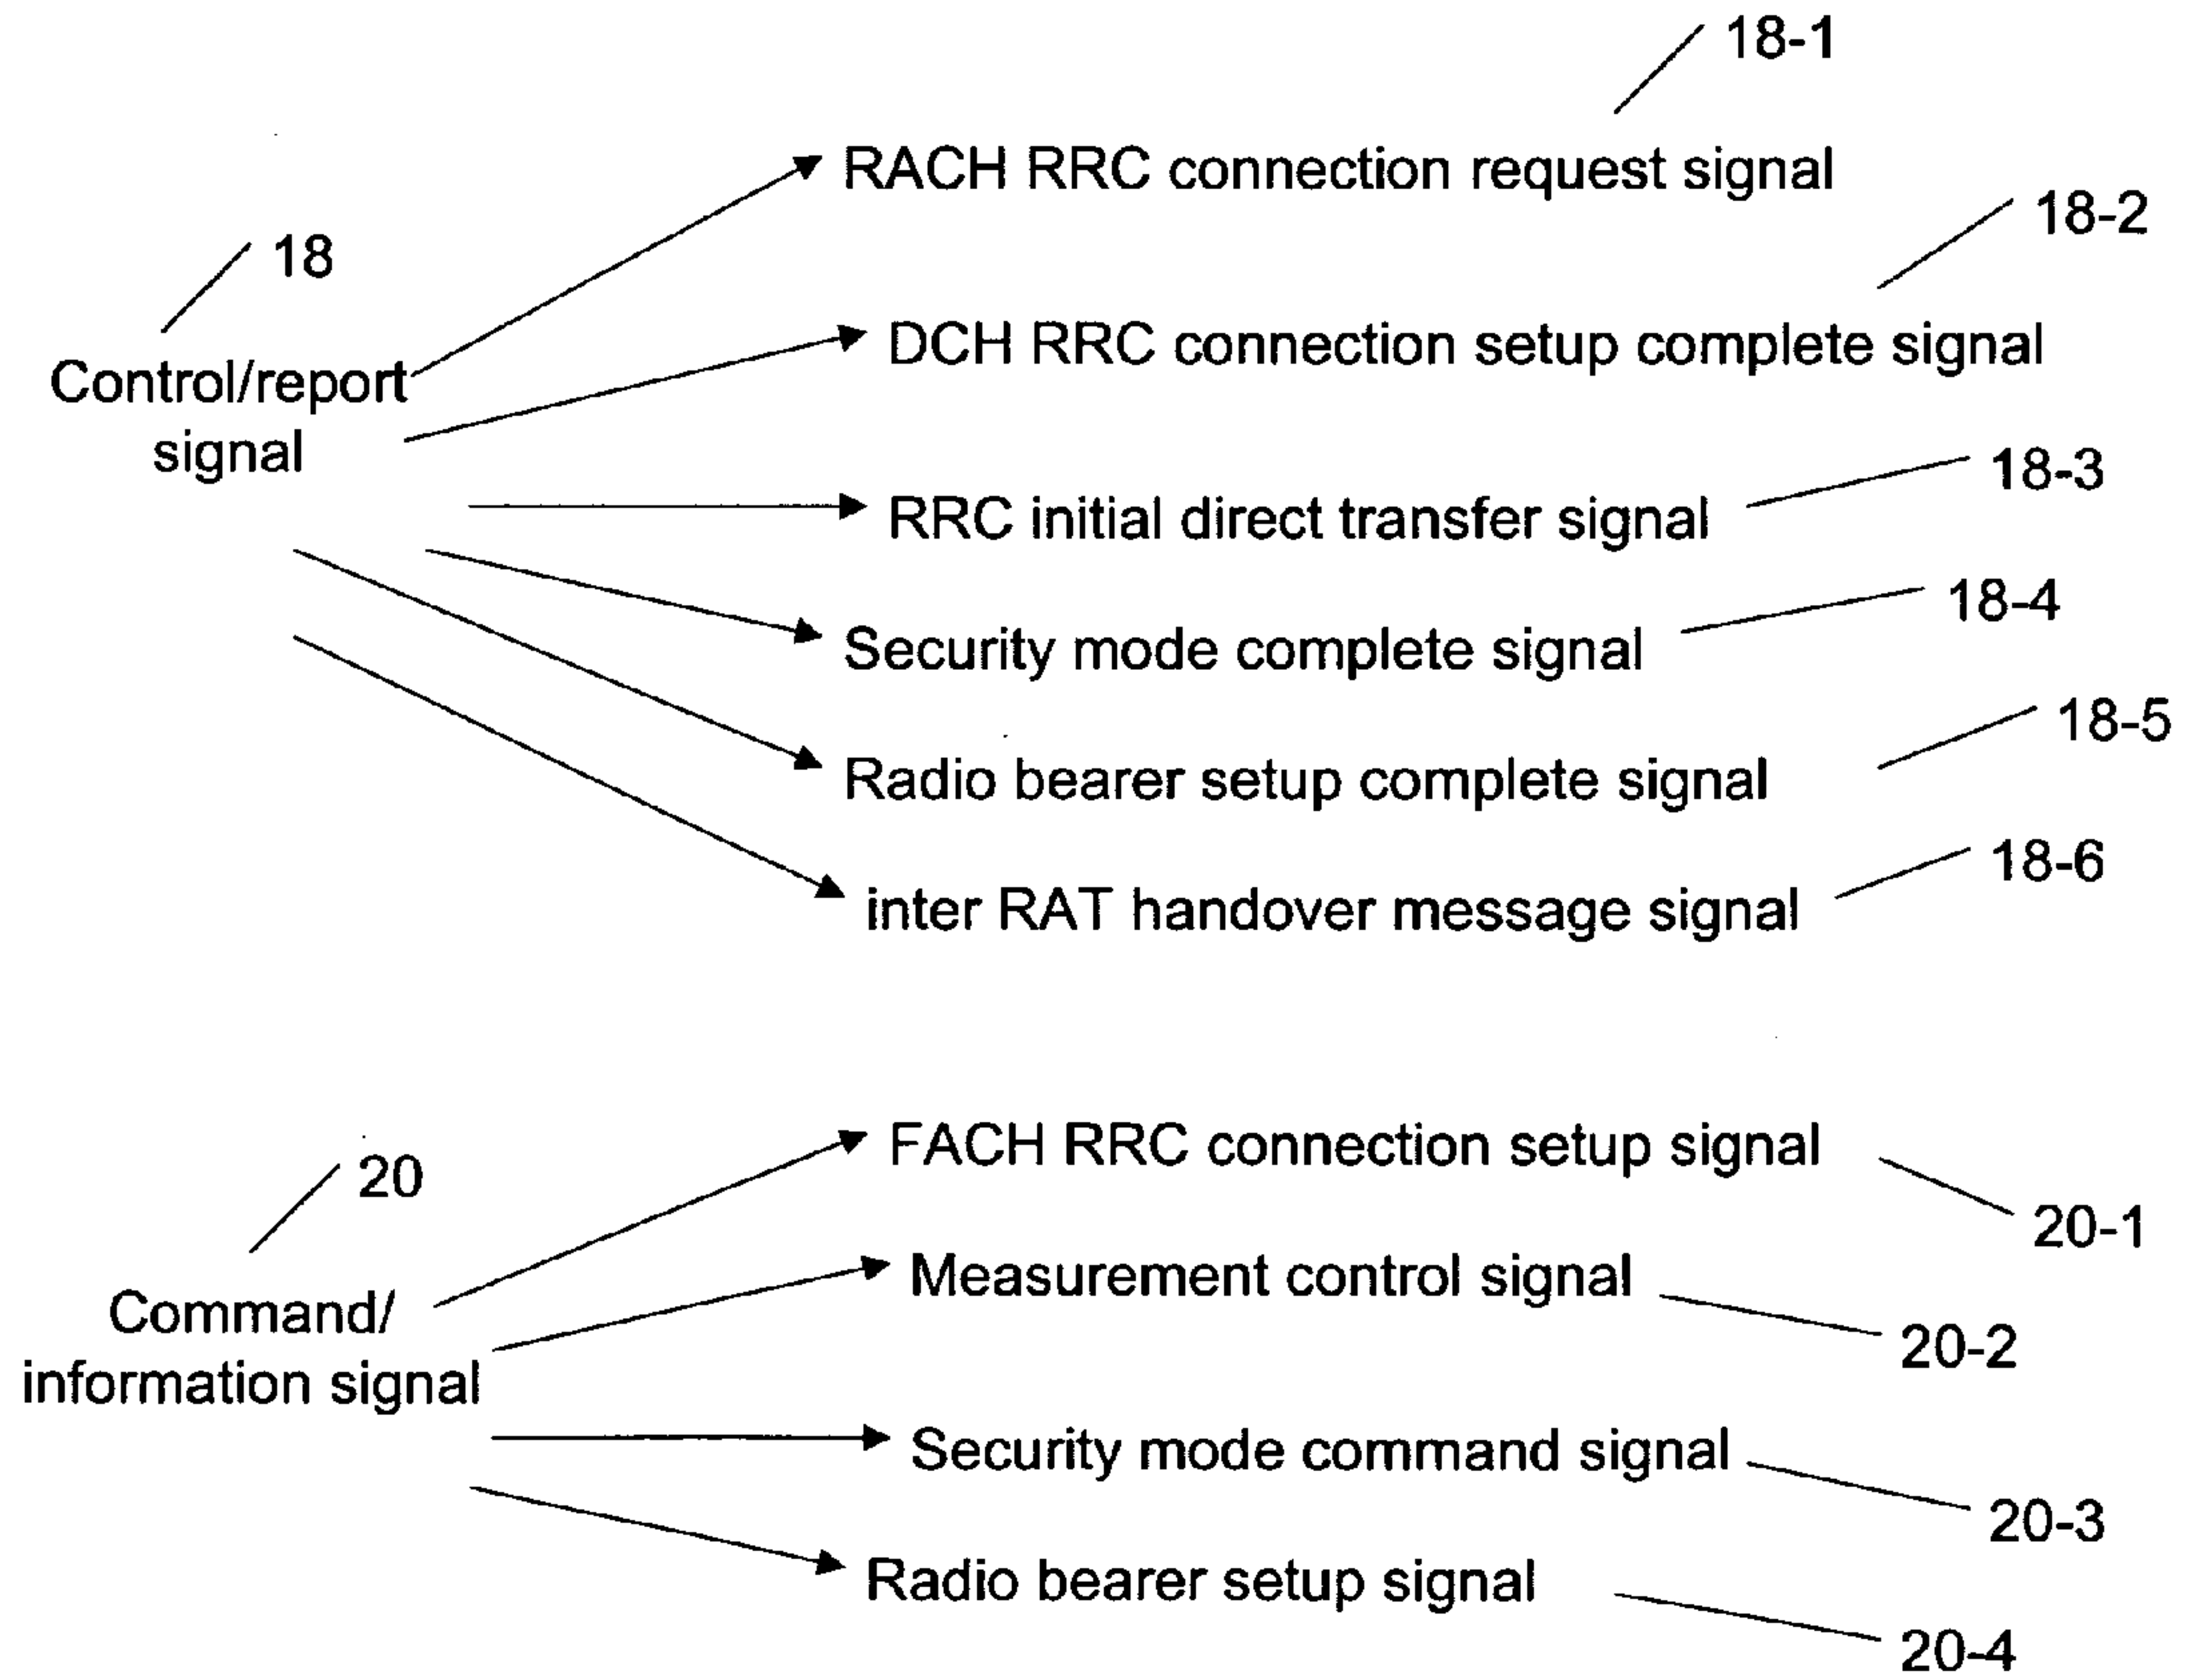 18-1
RACH RRC connection request signal
18-2
18
DCH RRC connection setup complete signal
Control/report
signal
18-3
RRC initial direct transfer signal
18-4
Security mode complete signal
18-5
Radio bearer setup complete signal
18-6
inter RAT handover message signal
FACH RRC connection setup signal
20
20-1
Measurement control signal
Command/
information signal
20-2
Security mode command signal
20-3
Radio bearer setup signal
20-4